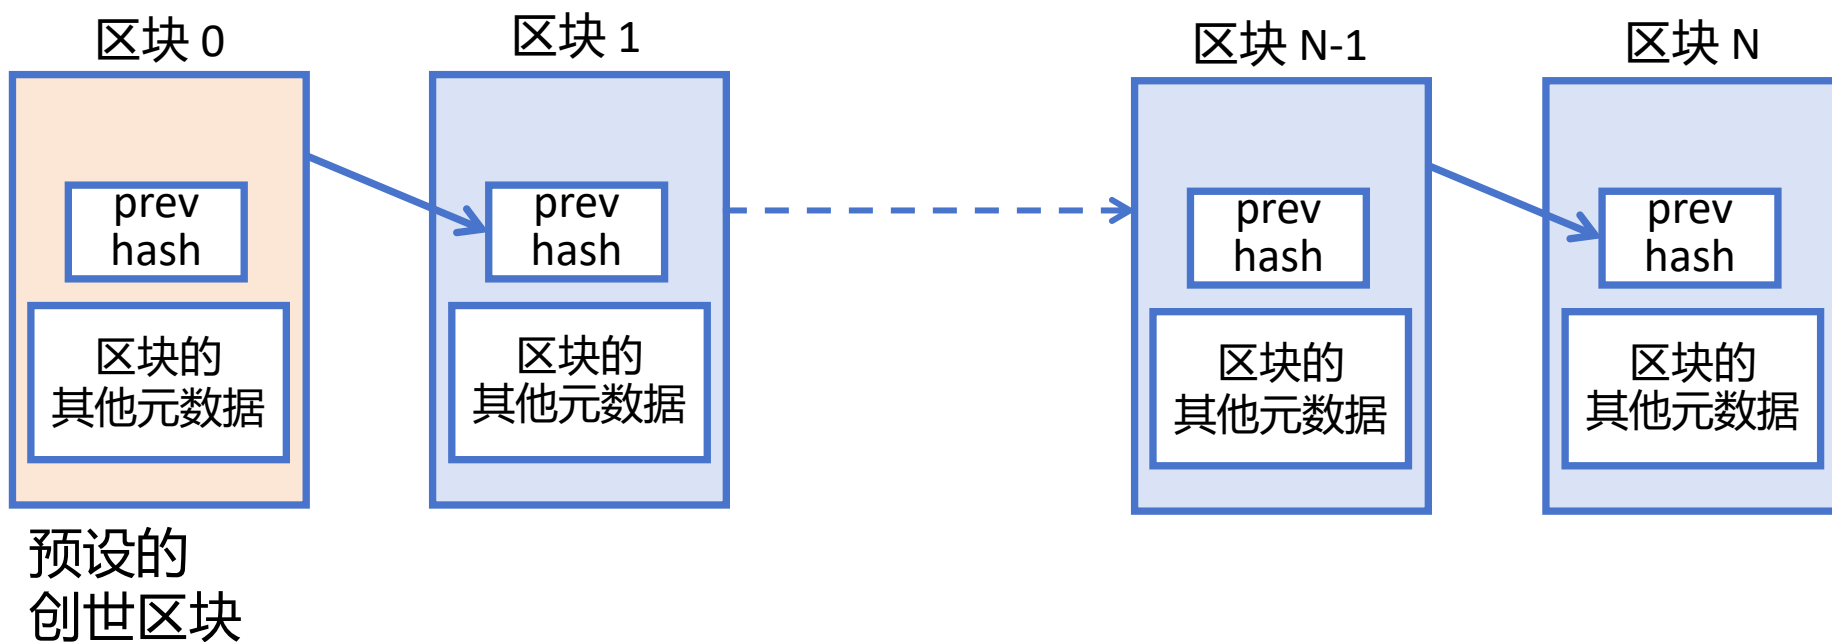 区块 0
区块 1
区块 N-1
区块 N
prev
hash
prev
hash
prev
hash
prev
hash
区块的
其他元数据
区块的
其他元数据
区块的
其他元数据
区块的
其他元数据
预设的
创世区块